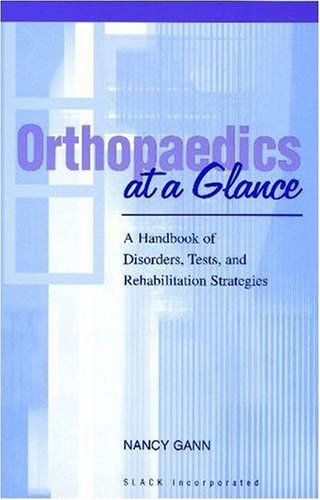 Orthopaedics
at a Glance
A Handbook of
Disorders, Tests, and
Rehabilitation Strategies
NANCY GANN
SLACK Incorporated